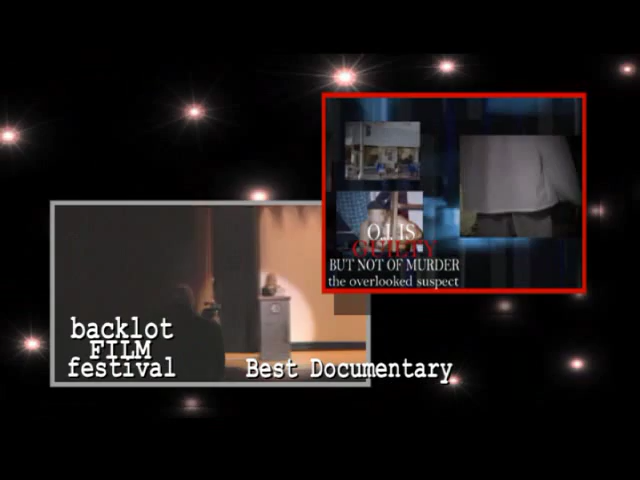 O.J. IS
GUILTY
BUT NOT OF MURDER
the overlooked suspect
backlot
FILM
festival
Best Documentary